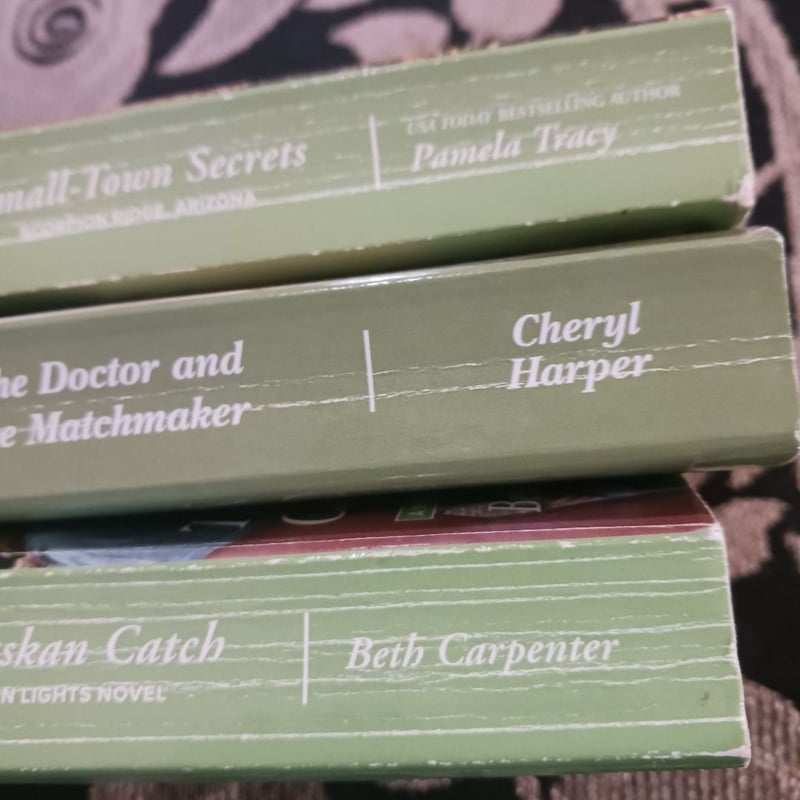 mall-Town Secrets
SCORPION RIDGE, ARIZONA
USA TODAY BESTSELLING AUTHOR
Pamela Tracy
he Doctor and
e Matchmaker
Cheryl
Harper
skan Catch
N LIGHTS NOVEL
Beth Carpenter